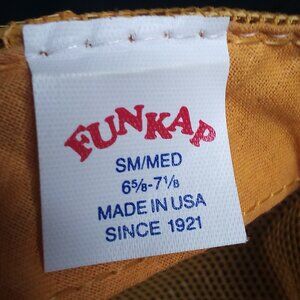 FUNKAP
SM/MED
6⅝-7⅛
MADE IN USA
SINCE 1921